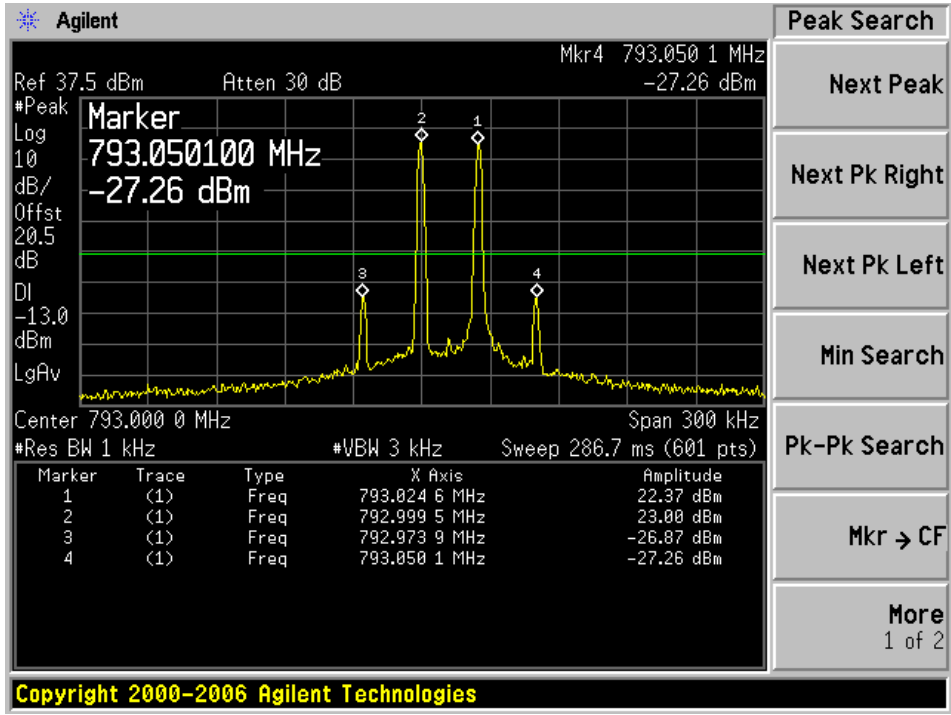 Agilent
Peak Search
Mkr4 793.050 1 MHz
Ref 37.5 dBm Atten 30 dB -27.26 dBm
#Peak
Log
10
dB/
Offst
20.5
dB
DI
-13.0
dBm
LgAv
Marker
793.050100 MHz
-27.26 dBm
2
1
3
4
Center 793.000 0 MHz Span 300 kHz
#Res BW 1 kHz #VBW 3 kHz Sweep 286.7 ms (601 pts)
Marker Trace Type X Axis Amplitude
1 (1) Freq 793.024 6 MHz 22.37 dBm
2 (1) Freq 792.999 5 MHz 23.00 dBm
3 (1) Freq 792.973 9 MHz -26.87 dBm
4 (1) Freq 793.050 1 MHz -27.26 dBm
Next Peak
Next Pk Right
Next Pk Left
Min Search
Pk-Pk Search
Mkr → CF
More
1 of 2
Copyright 2000-2006 Agilent Technologies